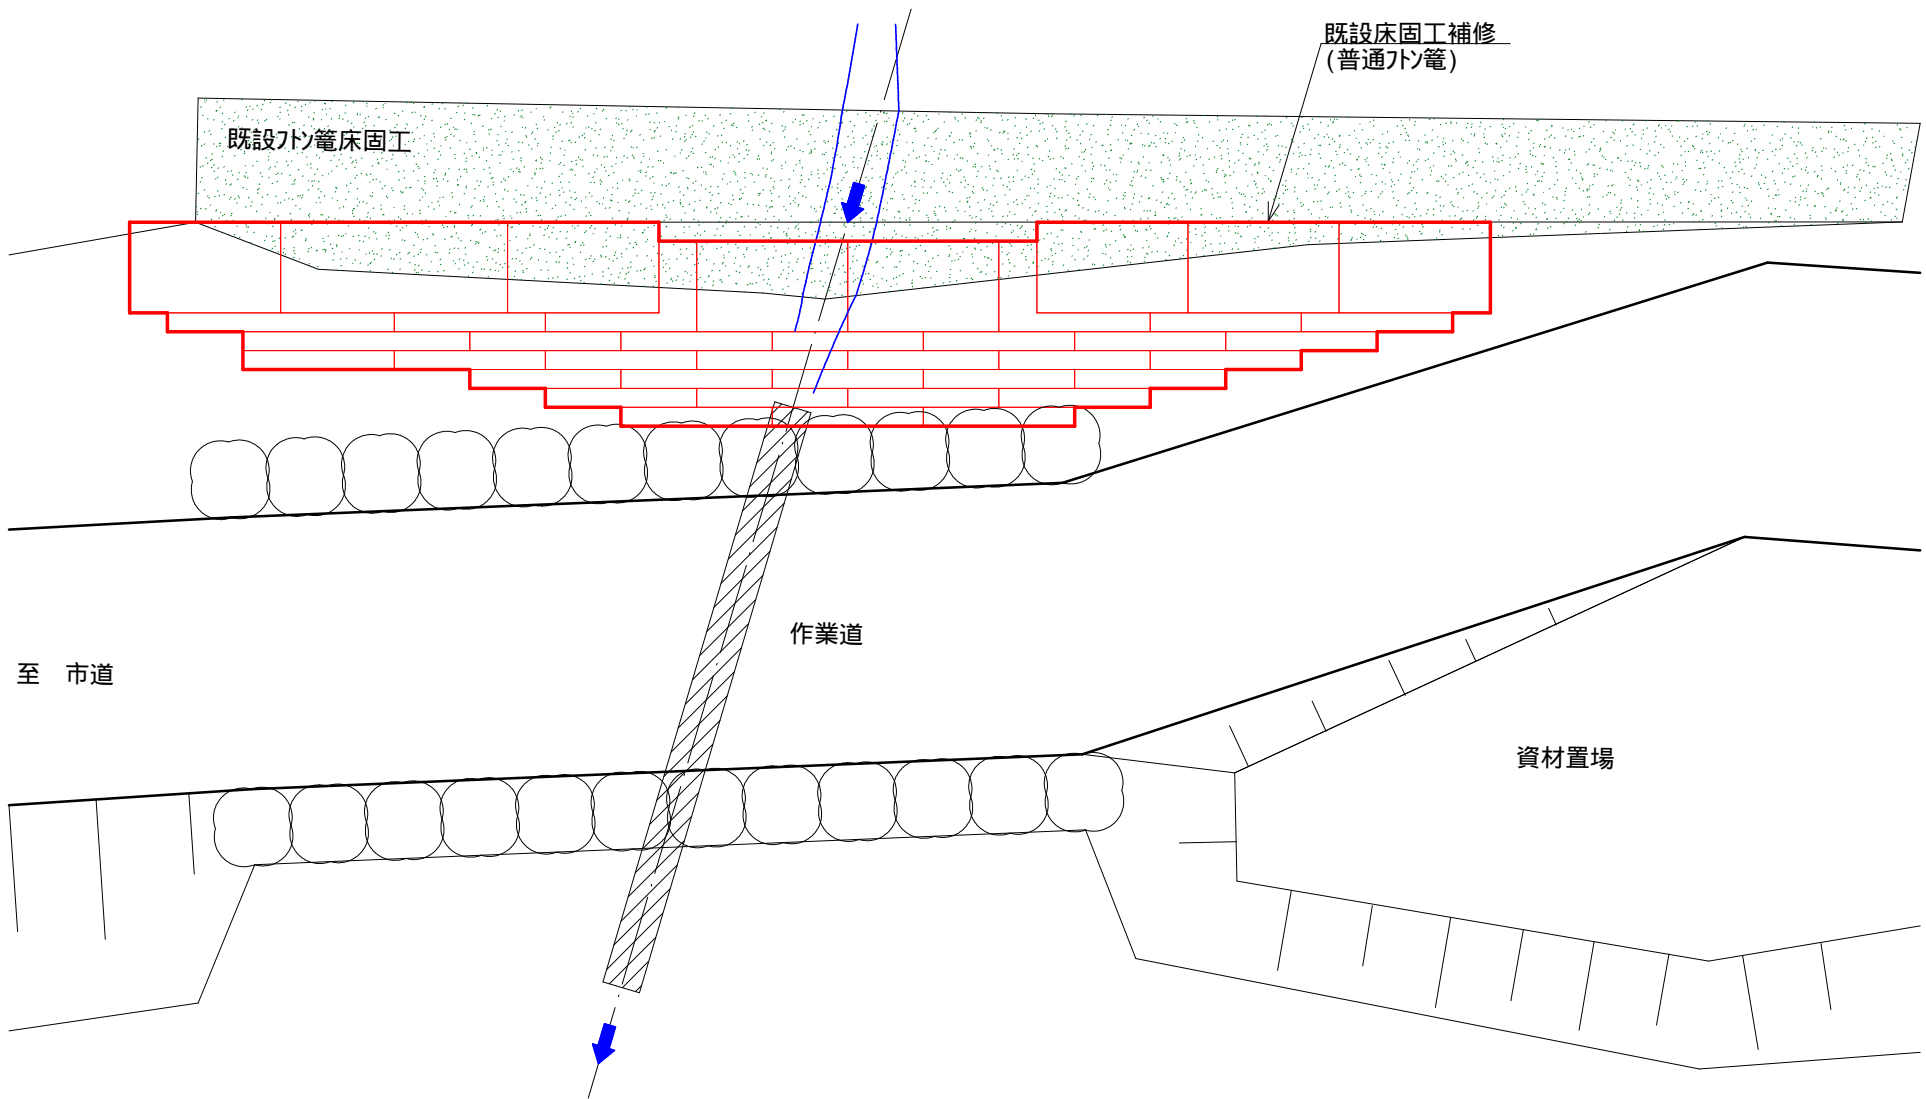 既設床固工補修
(普通ﾌﾄﾝ篭)
既設ﾌﾄﾝ篭床固工
作業道
至　市道
資材置場